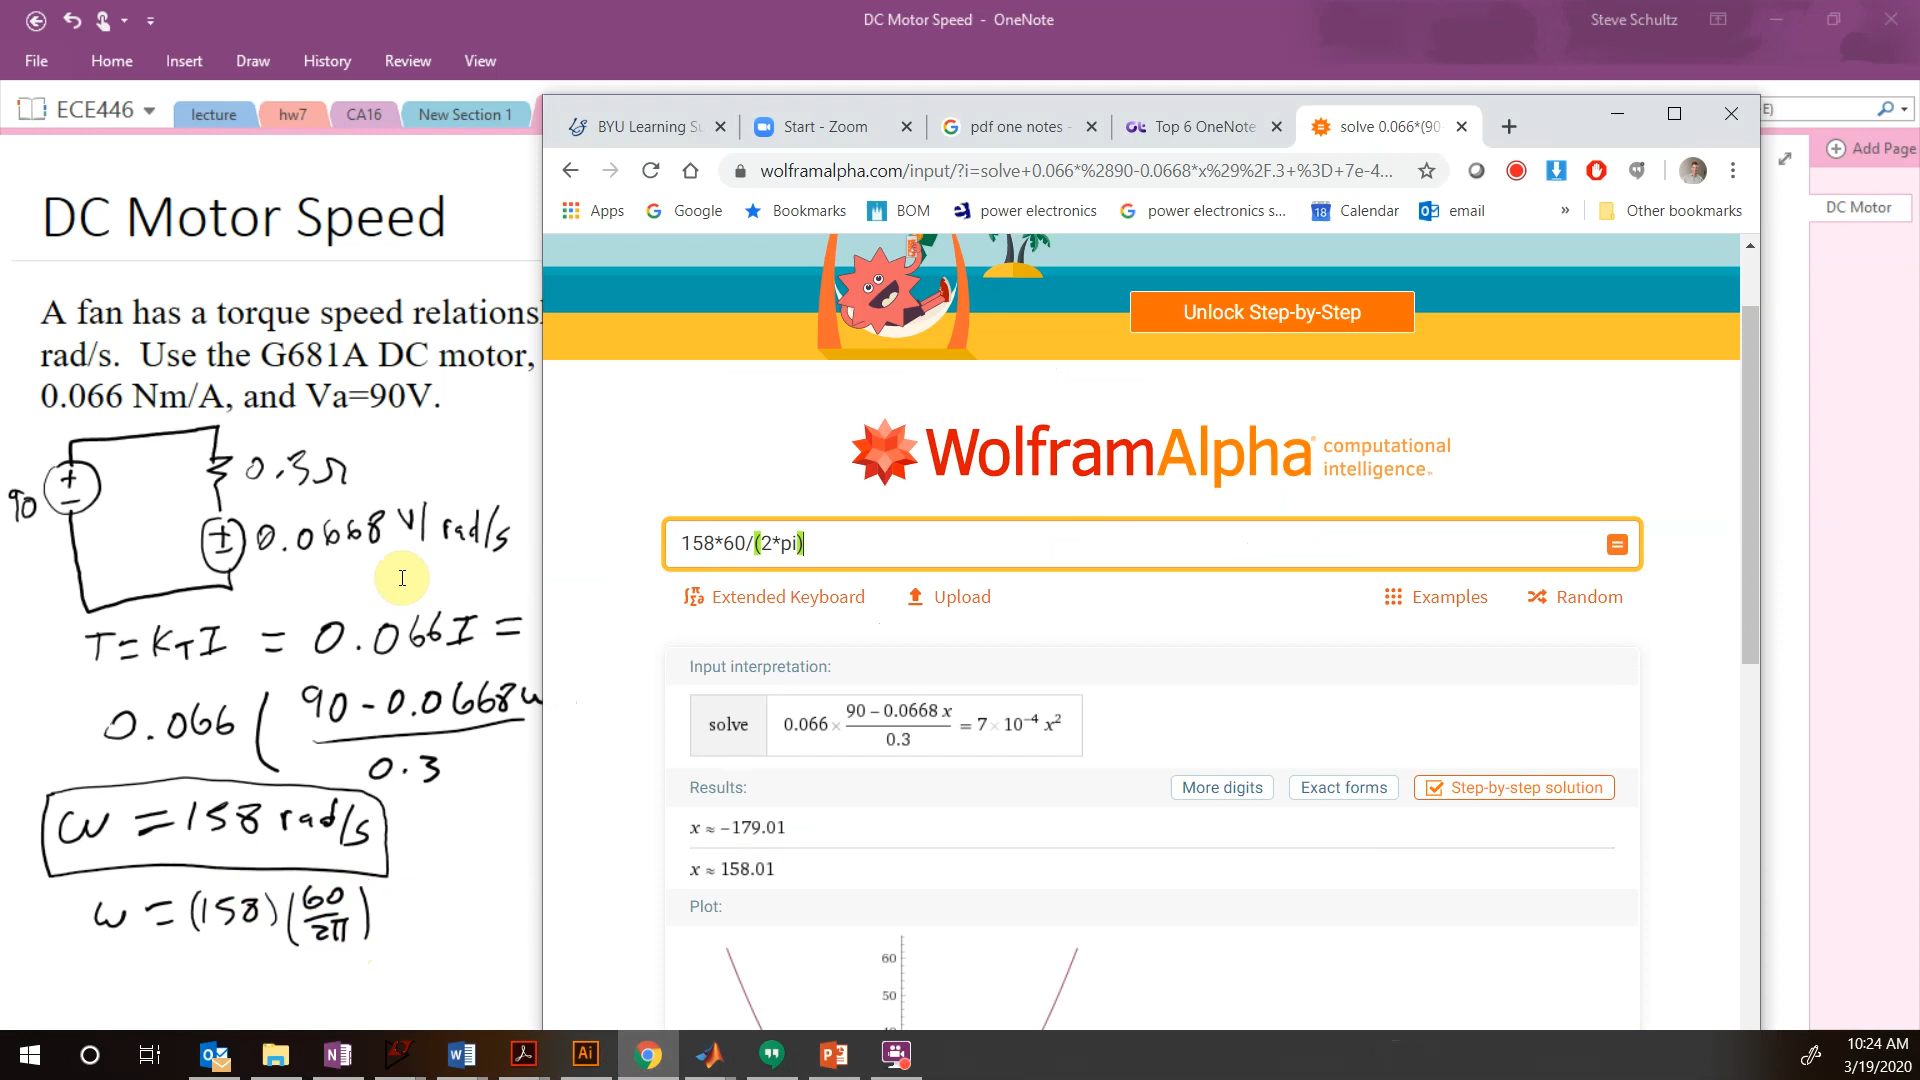 DC Motor Speed - OneNote
Steve Schultz
File Home Insert Draw History Review View
ECE446
lecture hw7 CA16 New Section 1
E)
BYU Learning Su
Start - Zoom
pdf one notes -
Top 6 OneNote
solve 0.066*(90-
wolframalpha.com/input/?i=solve+0.066*%2890-0.0668*x%29%2F.3+%3D+7e-4...
Apps Google Bookmarks BOM power electronics power electronics s... 18 Calendar email » Other bookmarks
Add Page
DC Motor
DC Motor Speed
A fan has a torque speed relations
rad/s. Use the G681A DC motor,
0.066 Nm/A, and Va=90V.
90
+
-
0.3Ω
± 0.0668 V/rad/s
T=K_T I = 0.066I =
0.066 ( 90-0.0668ω
0.3
ω = 158 rad/s
ω = (158)(60/2π)
Unlock Step-by-Step
WolframAlpha computational intelligence.
158*60/(2*pi)
=
Extended Keyboard Upload Examples Random
Input interpretation:
solve 0.066 × (90 – 0.0668 x)/0.3 = 7 × 10⁻⁴ x²
Results: More digits Exact forms Step-by-step solution
x ≈ –179.01
x ≈ 158.01
Plot:
60
50
10:24 AM
3/19/2020